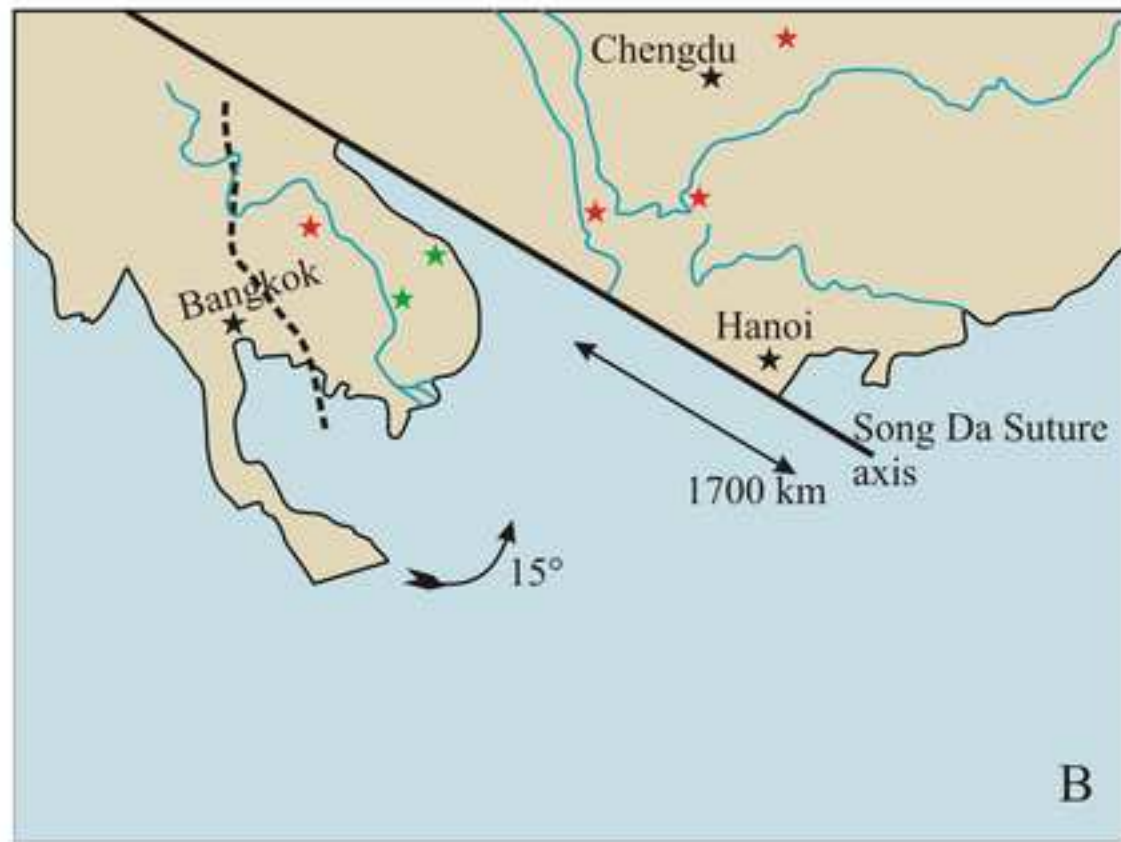 Chengdu
Bangkok
Hanoi
Song Da Suture
axis
1700 km
15°
B